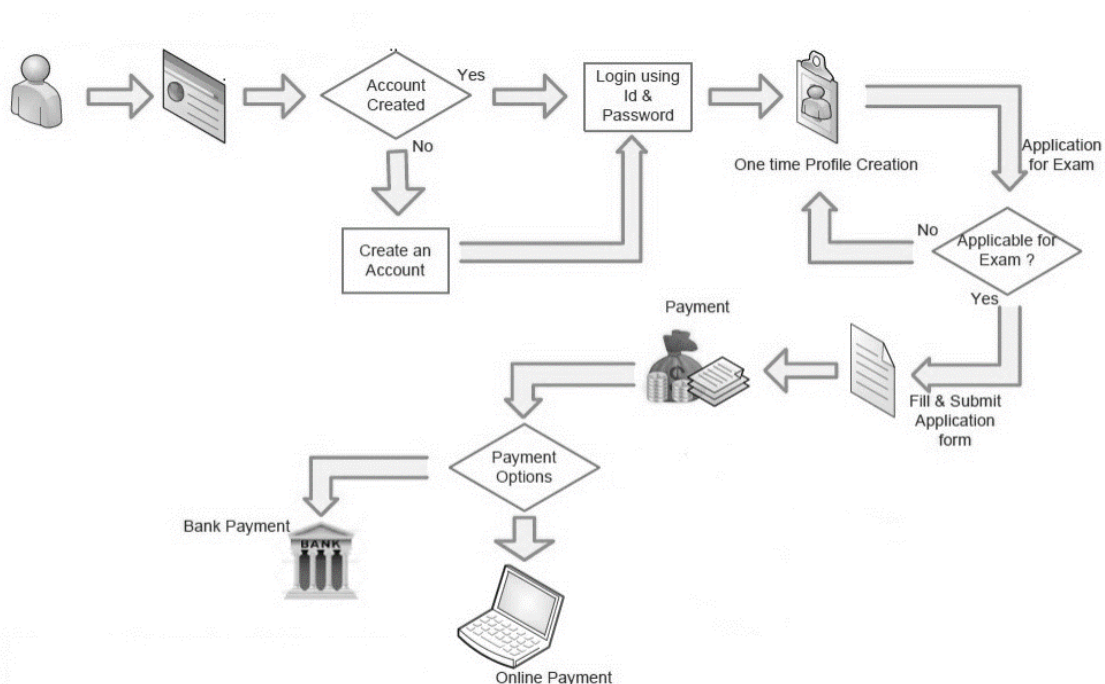 Account
Created
Yes
No
Login using
Id &
Password
Create an
Account
One time Profile Creation
Application
for Exam
Applicable for
Exam ?
No
Yes
Fill & Submit
Application
form
Payment
Payment
Options
Bank Payment
BANK
Online Payment